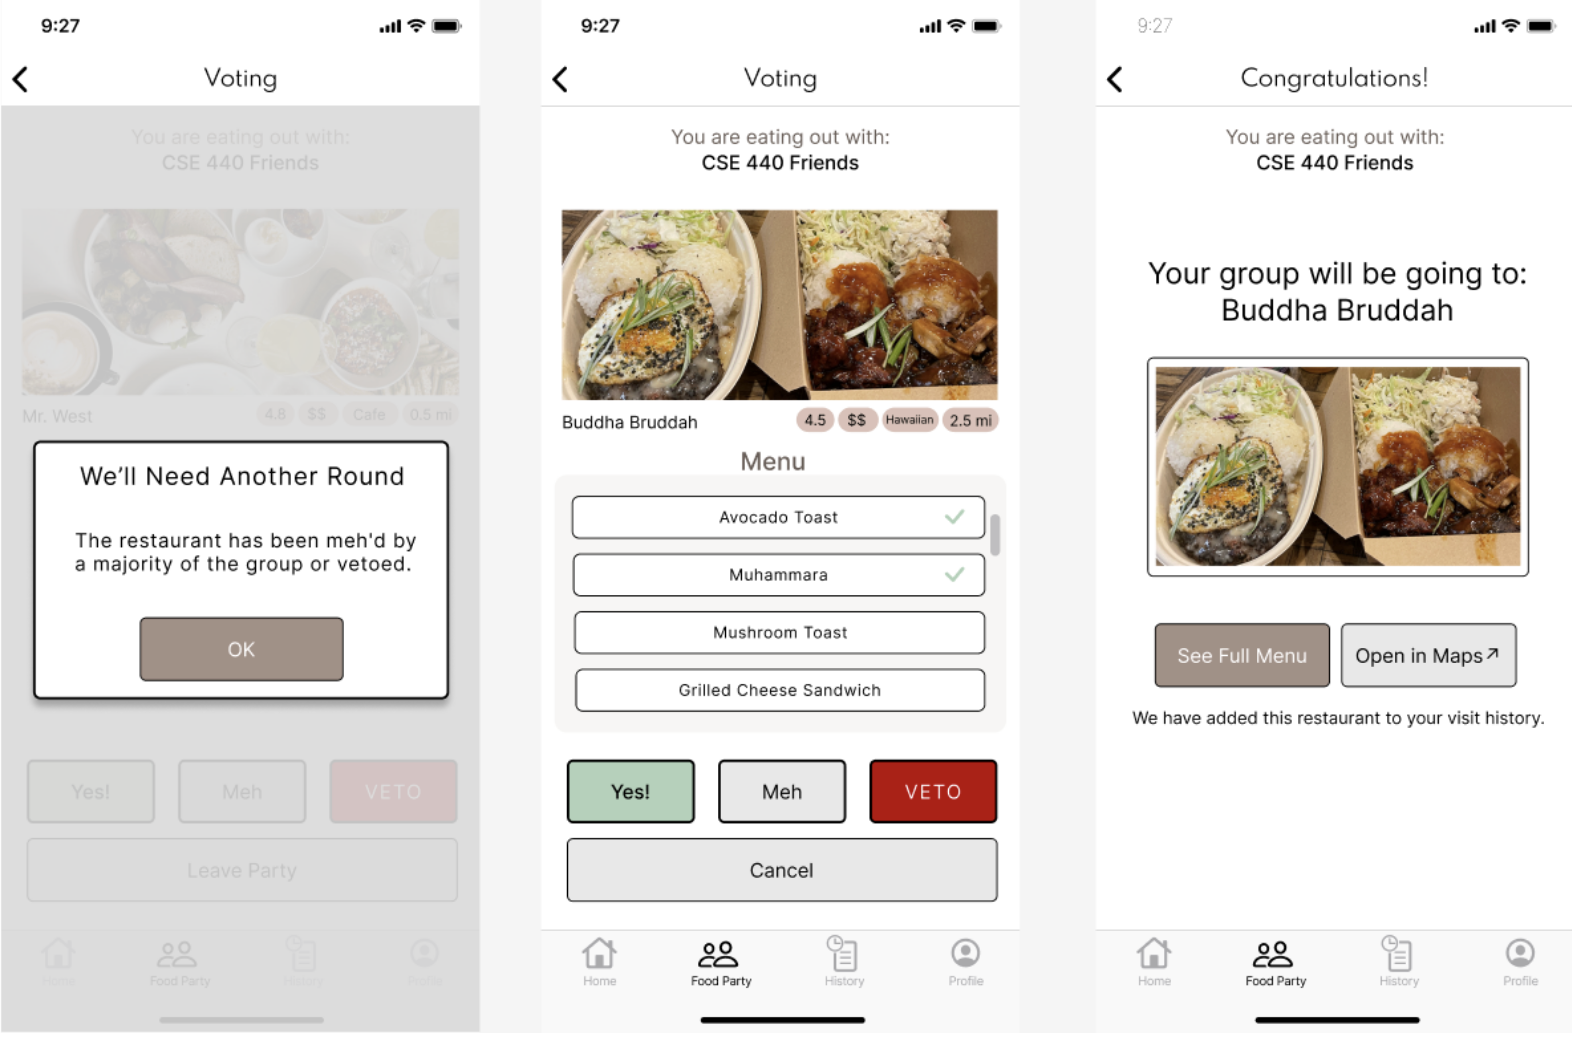 9:27
Voting
You are eating out with:
CSE 440 Friends
Mr. West
4.8 $$ Cafe 0.5 mi
We'll Need Another Round
The restaurant has been meh'd by
a majority of the group or vetoed.
OK
Yes! Meh VETO
Leave Party
Home Food Party History Profile
9:27
Voting
You are eating out with:
CSE 440 Friends
Buddha Bruddah
4.5 $$ Hawaiian 2.5 mi
Menu
Avocado Toast
Muhammara
Mushroom Toast
Grilled Cheese Sandwich
Yes! Meh VETO
Cancel
Home Food Party History Profile
9:27
Congratulations!
You are eating out with:
CSE 440 Friends
Your group will be going to:
Buddha Bruddah
See Full Menu Open in Maps
We have added this restaurant to your visit history.
Home Food Party History Profile